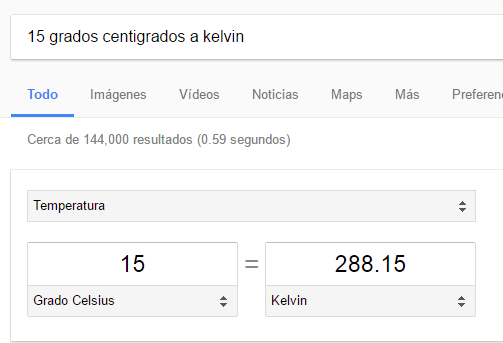 15 grados centigrados a kelvin
Todo Imágenes Vídeos Noticias Maps Más Preferen
Cerca de 144,000 resultados (0.59 segundos)
Temperatura
15 = 288.15
Grado Celsius Kelvin